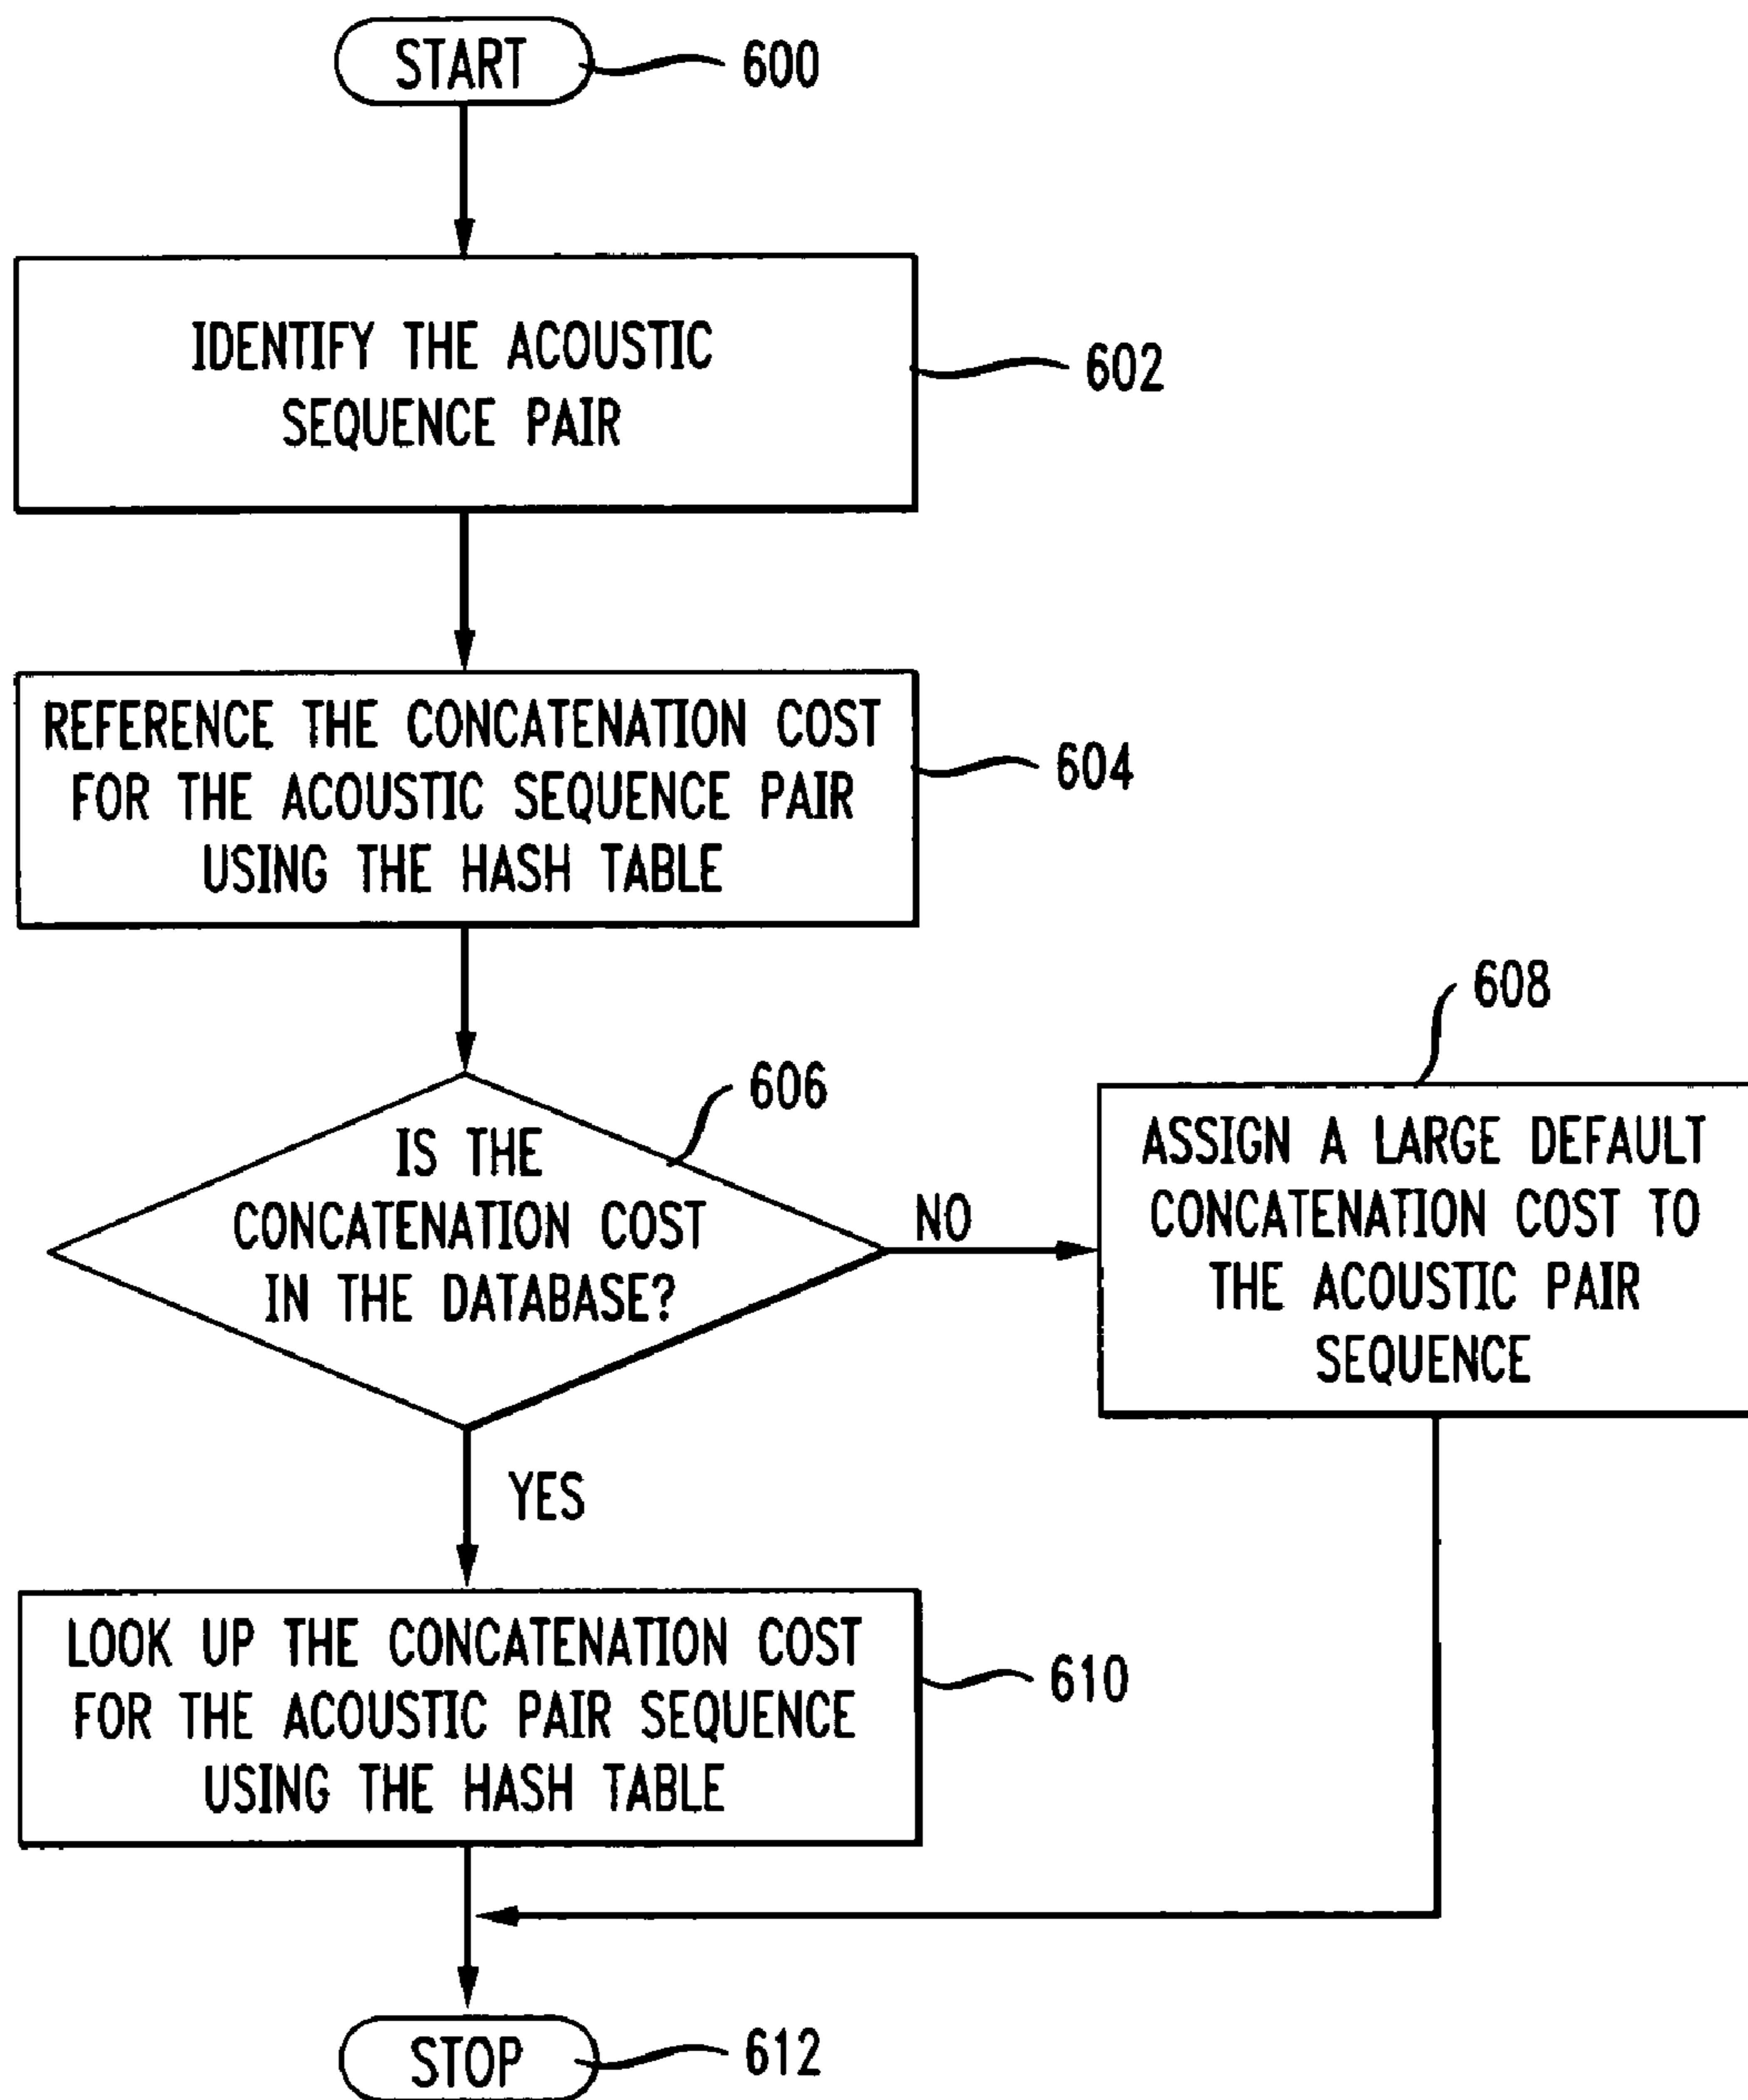 START
600
IDENTIFY THE ACOUSTIC
SEQUENCE PAIR
602
REFERENCE THE CONCATENATION COST
FOR THE ACOUSTIC SEQUENCE PAIR
USING THE HASH TABLE
604
IS THE
CONCATENATION COST
IN THE DATABASE?
606
NO
608
ASSIGN A LARGE DEFAULT
CONCATENATION COST TO
THE ACOUSTIC PAIR
SEQUENCE
YES
LOOK UP THE CONCATENATION COST
FOR THE ACOUSTIC PAIR SEQUENCE
USING THE HASH TABLE
610
STOP
612